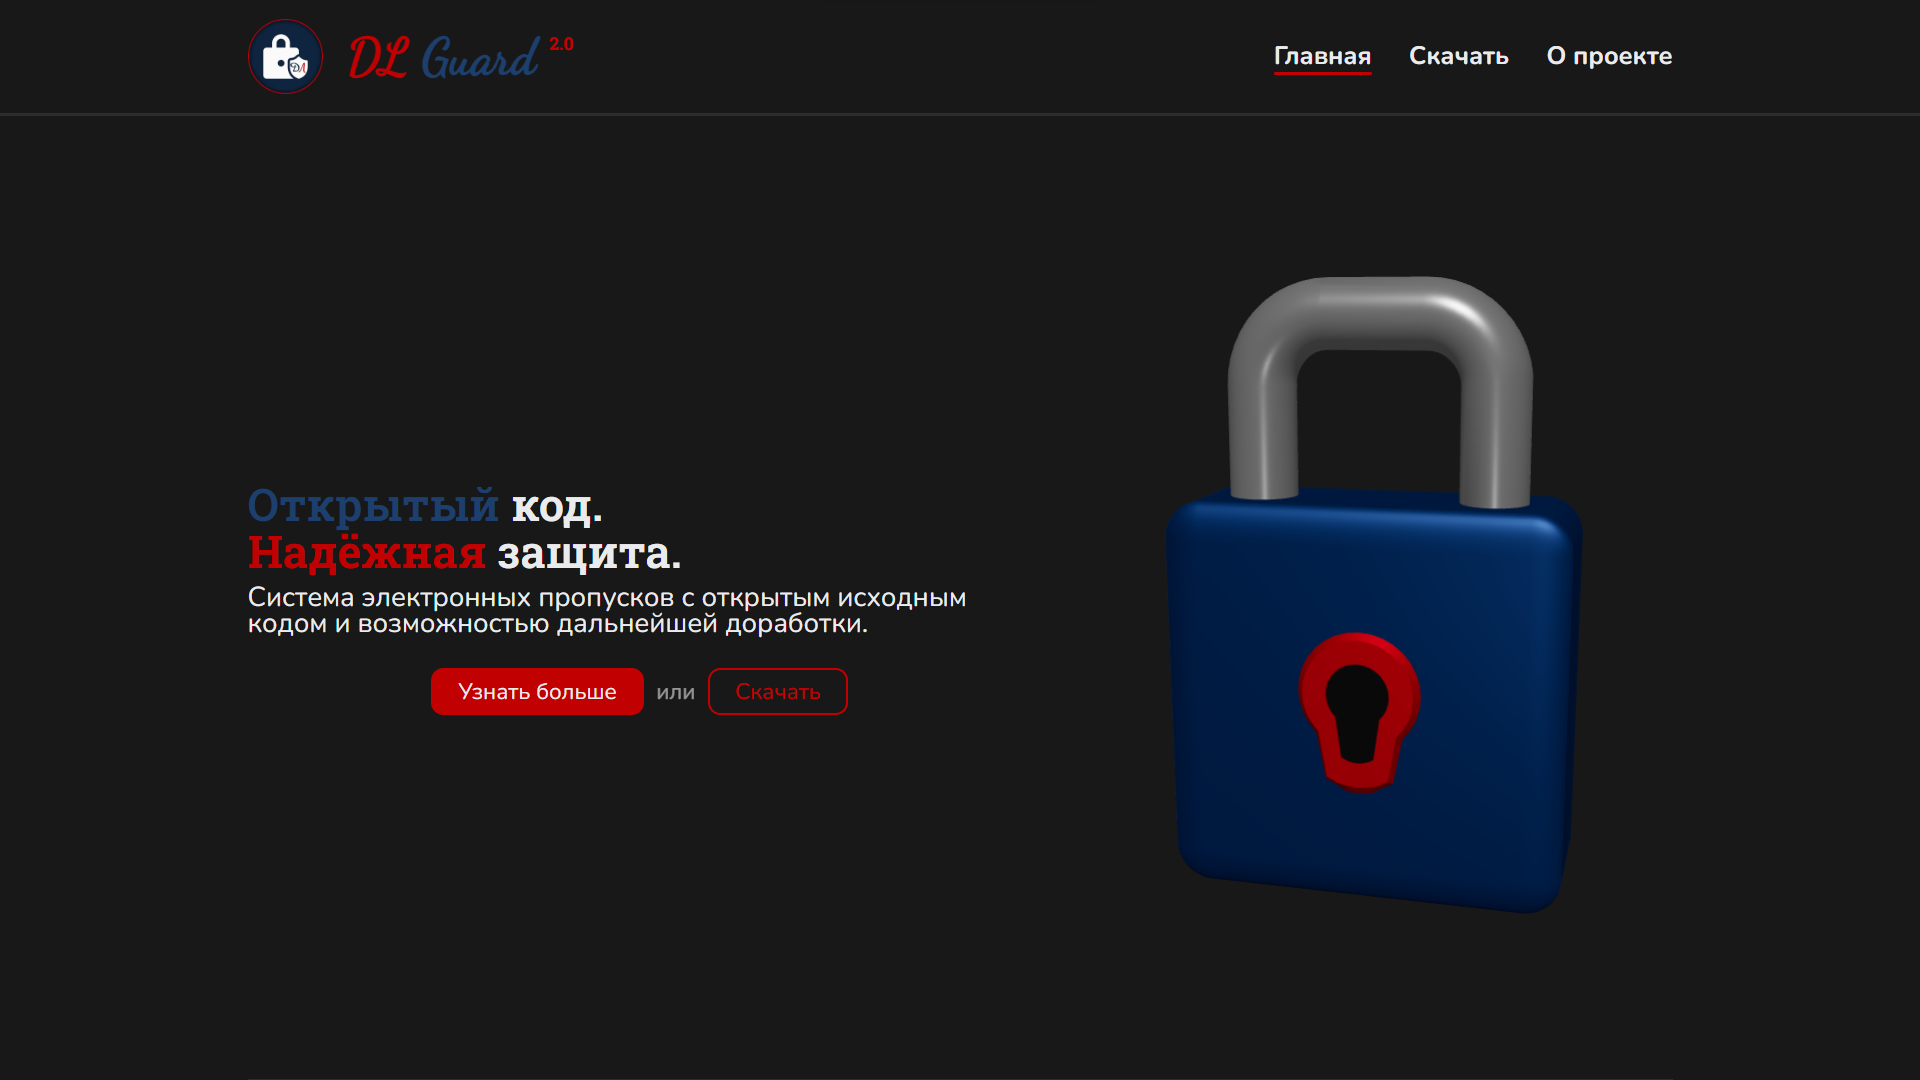 DL Guard 2.0
Главная Скачать О проекте
Открытый код.
Надёжная защита.
Система электронных пропусков с открытым исходным
кодом и возможностью дальнейшей доработки.
Узнать больше или Скачать